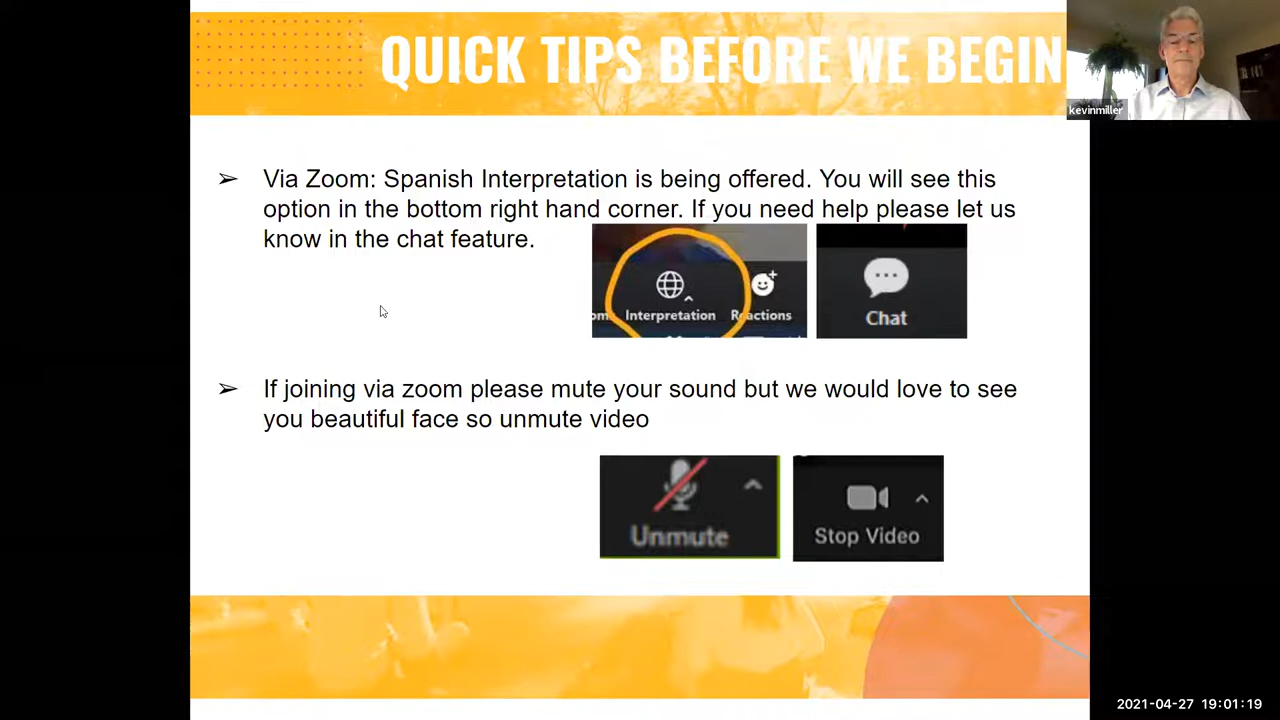 QUICK TIPS BEFORE WE BEGIN
kevinmiller
➢ Via Zoom: Spanish Interpretation is being offered. You will see this
option in the bottom right hand corner. If you need help please let us
know in the chat feature.
Interpretation
Reactions
Chat
➢ If joining via zoom please mute your sound but we would love to see
you beautiful face so unmute video
Unmute
Stop Video
2021-04-27 19:01:19